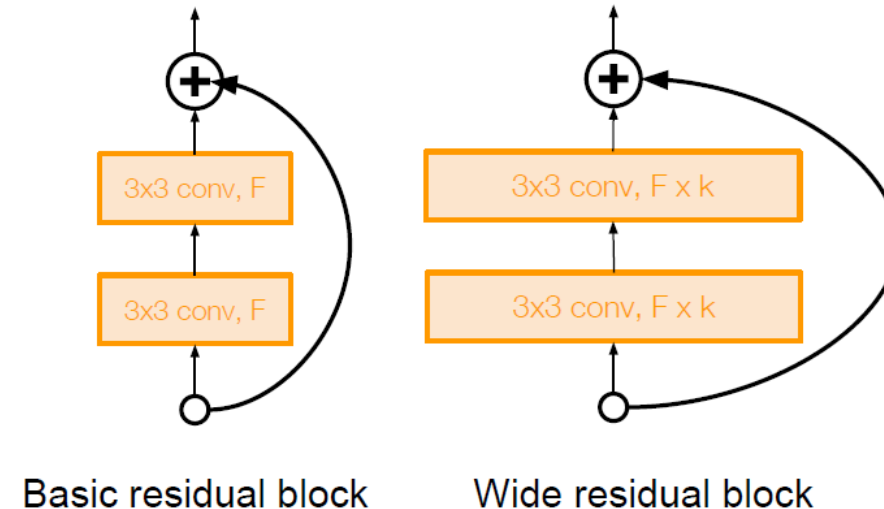 3x3 conv, F
3x3 conv, F
Basic residual block
3x3 conv, F x k
3x3 conv, F x k
Wide residual block